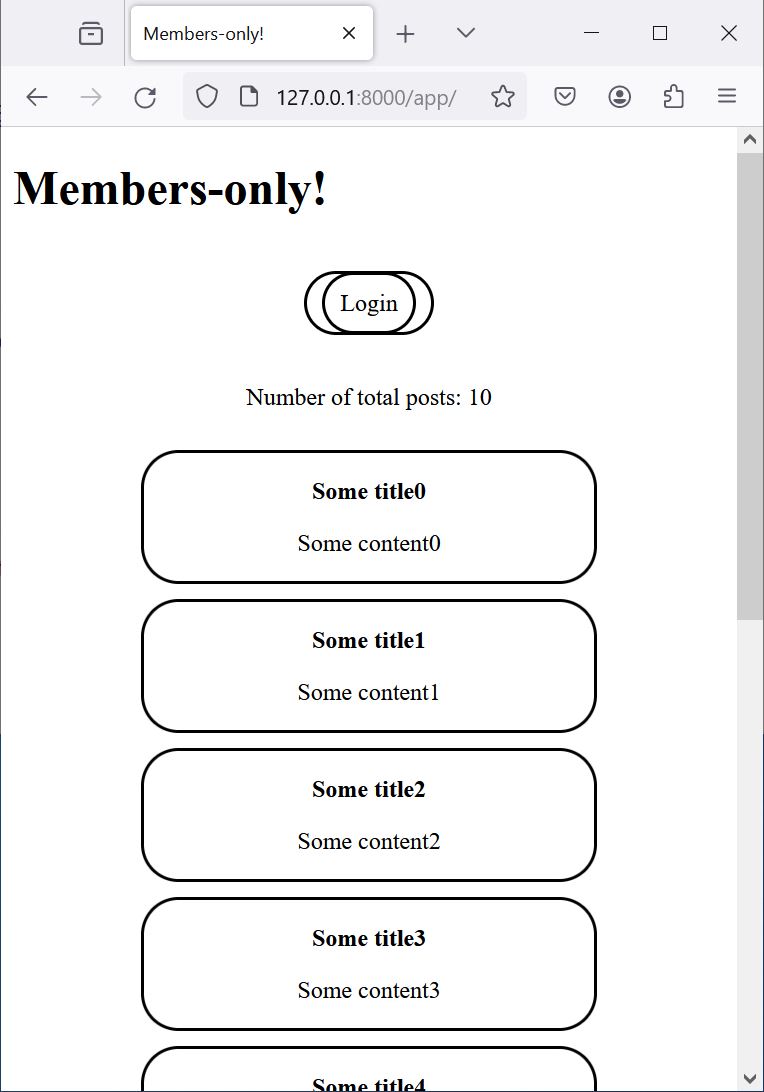 Members-only!
127.0.0.1:8000/app/
Members-only!
Login
Number of total posts: 10
Some title0
Some content0
Some title1
Some content1
Some title2
Some content2
Some title3
Some content3
Some title4